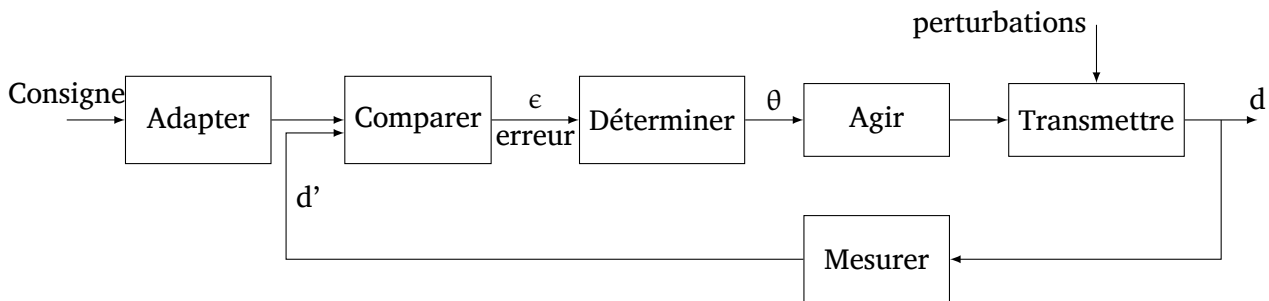 perturbations
Consigne
Adapter
Comparer
ϵ
erreur
Déterminer
θ
Agir
Transmettre
d
d’
Mesurer